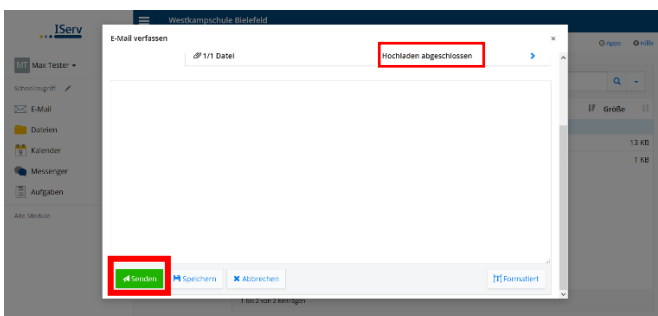 IServ
Westkampschule Bielefeld
E-Mail verfassen
×
Apps
Hilfe
1/1 Datei
Hochladen abgeschlossen
MT Max Tester
Schnellzugriff
E-Mail
Größe
Dateien
Kalender
13 KB
Messenger
1 KB
Aufgaben
Alle Module
Senden
Speichern
Abbrechen
Formatiert
1 bis 2 von 2 Einträgen